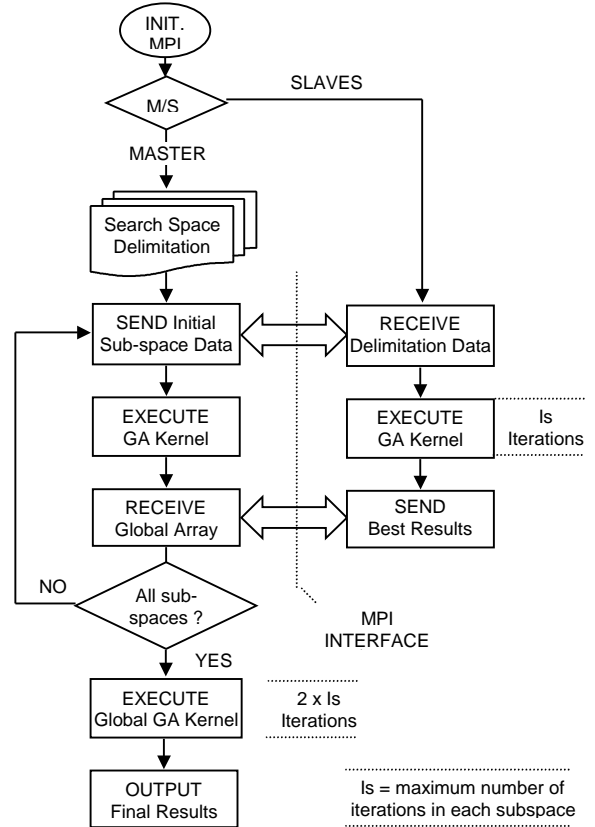 INIT.
MPI
SLAVES
M/S
MASTER
Search Space
Delimitation
SEND Initial
Sub-space Data
RECEIVE
Delimitation Data
EXECUTE
GA Kernel
EXECUTE
GA Kernel
Is
Iterations
RECEIVE
Global Array
SEND
Best Results
NO
All sub-
spaces ?
MPI
INTERFACE
YES
EXECUTE
Global GA Kernel
2 x Is
Iterations
OUTPUT
Final Results
Is = maximum number of
iterations in each subspace